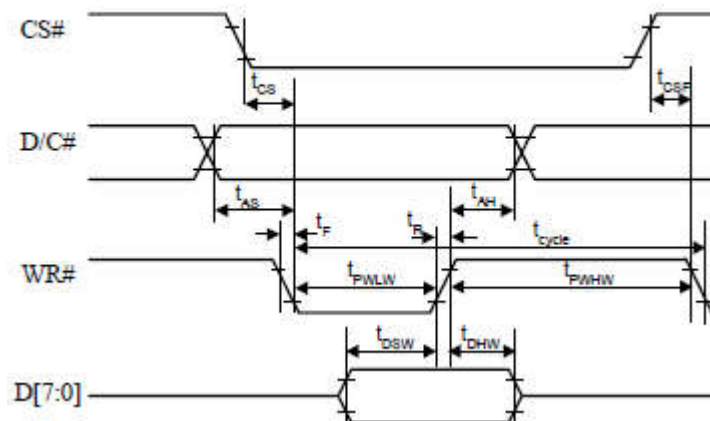 CS#
tCS
tCSF
D/C#
tAS
tAH
tF
tR
tcycle
WR#
tPWLW
tPWHW
tDSW
tDHW
D[7:0]